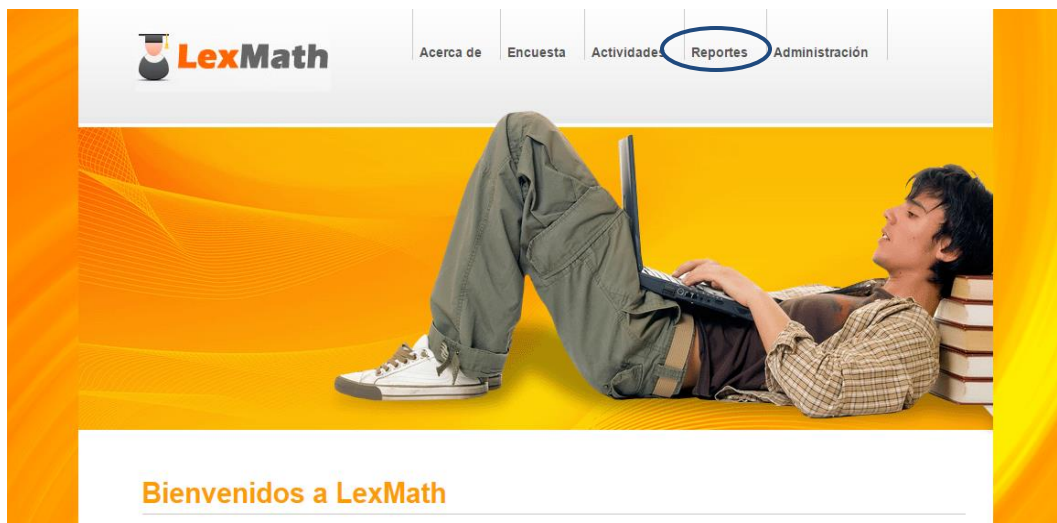 LexMath
Acerca de Encuesta Actividades Reportes Administración
Bienvenidos a LexMath